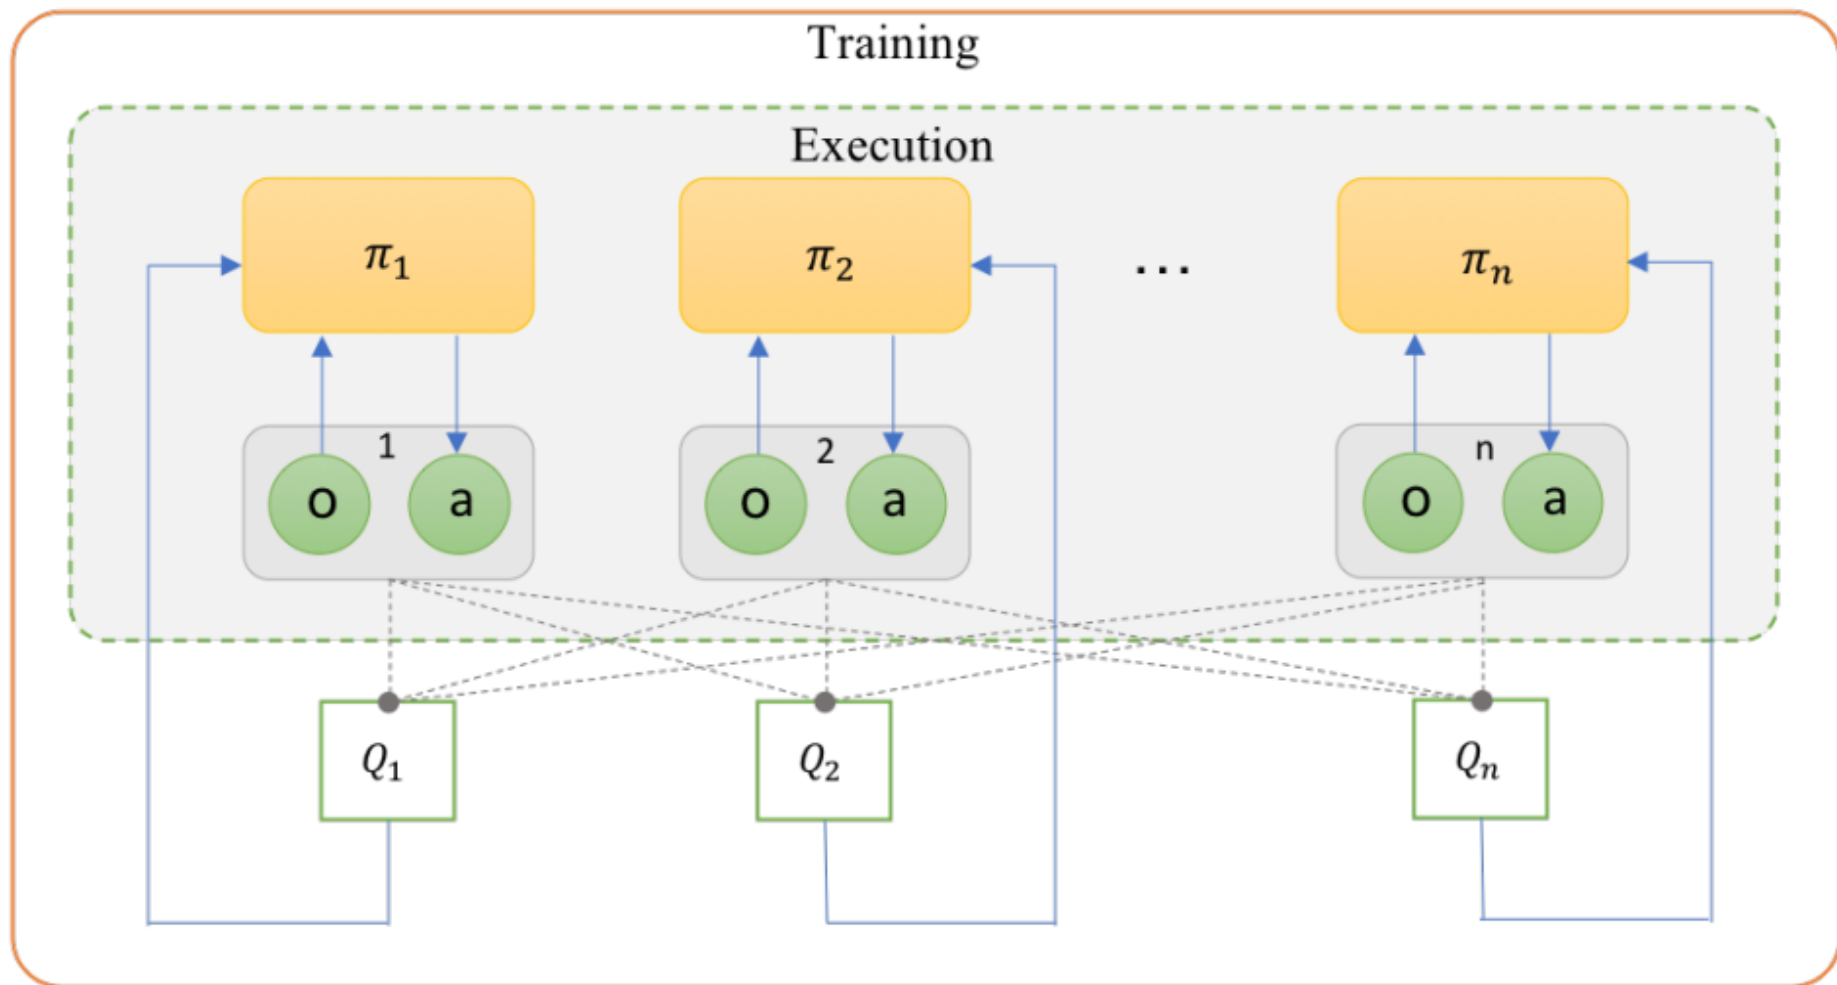 Training
Execution
π₁ π₂ ... πₙ
1 2 n
o a o a o a
Q₁ Q₂ Qₙ